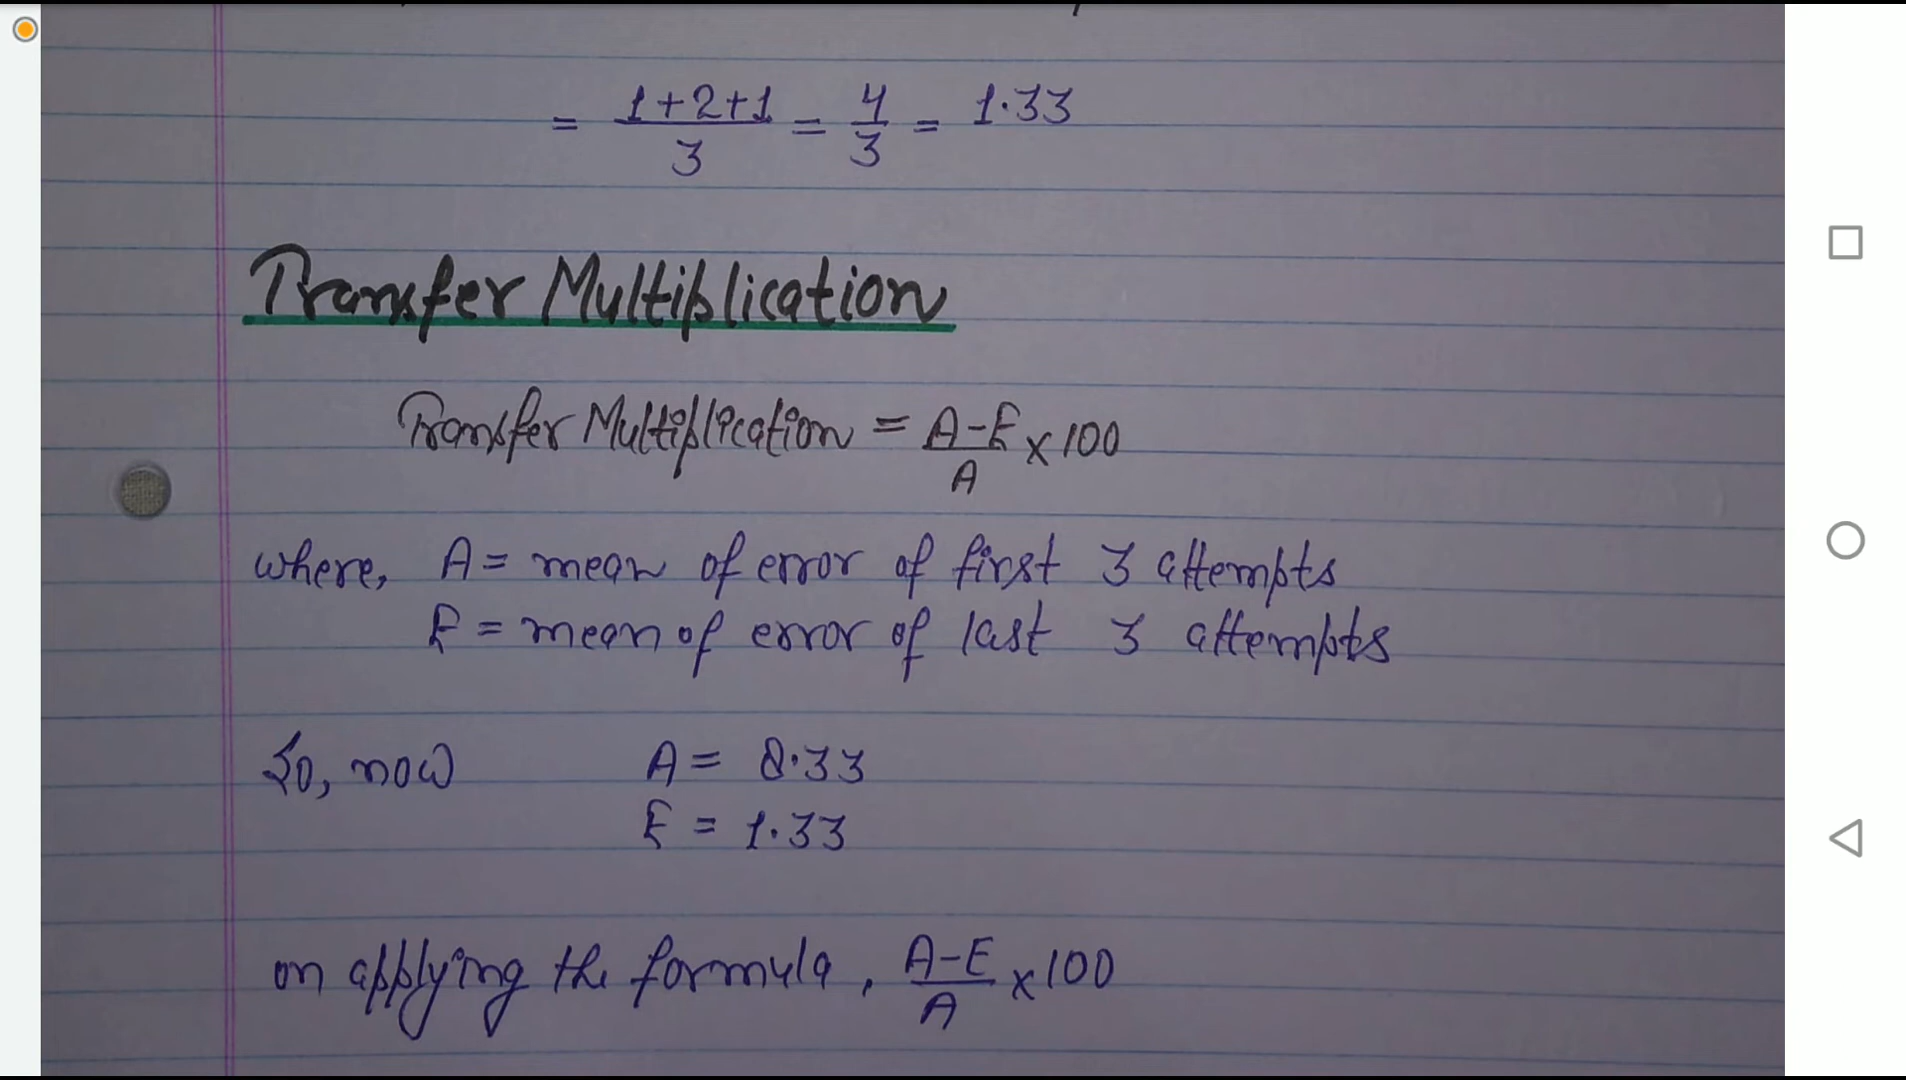 = 1+2+1/3 = 4/3 = 1.33
Transfer Multiplication
Transfer Multiplication = A-E/A x 100
where, A = mean of error of first 3 attempts
E = mean of error of last 3 attempts
So, now A = 8.33
E = 1.33
on applying the formula, A-E/A x 100